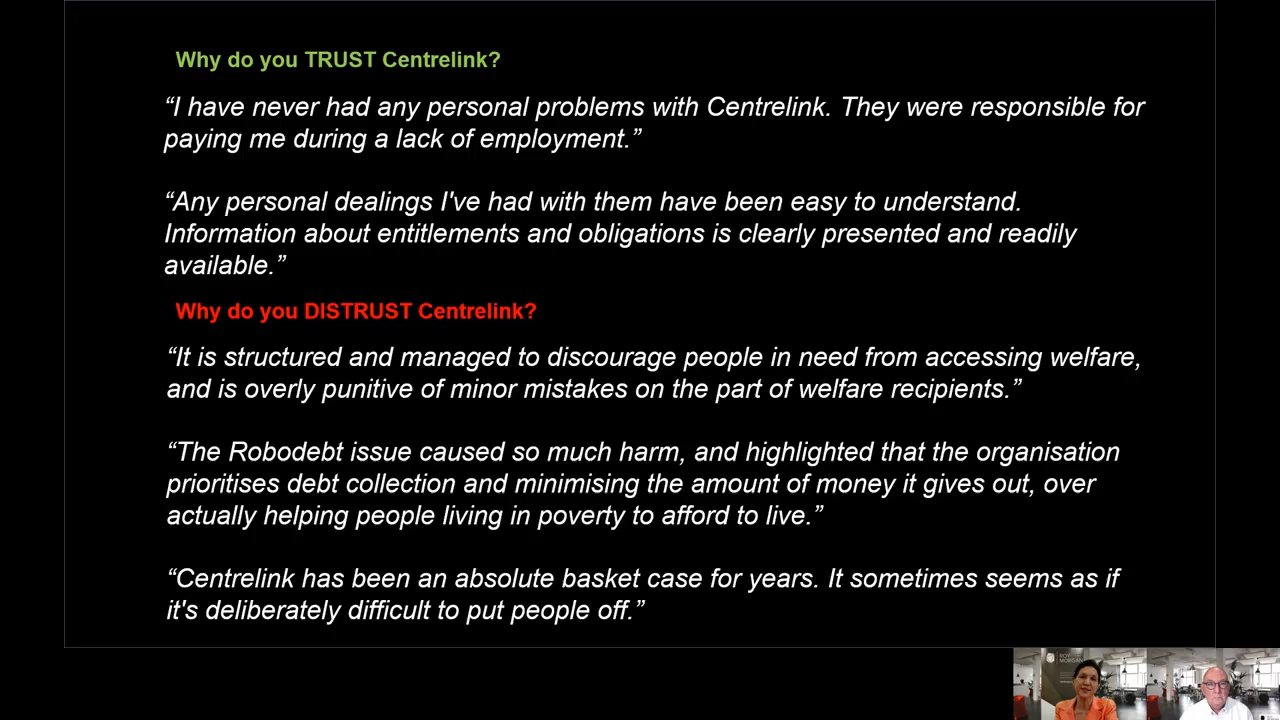 Why do you TRUST Centrelink?
“I have never had any personal problems with Centrelink. They were responsible for
paying me during a lack of employment.”
“Any personal dealings I've had with them have been easy to understand.
Information about entitlements and obligations is clearly presented and readily
available.”
Why do you DISTRUST Centrelink?
“It is structured and managed to discourage people in need from accessing welfare,
and is overly punitive of minor mistakes on the part of welfare recipients.”
“The Robodebt issue caused so much harm, and highlighted that the organisation
prioritises debt collection and minimising the amount of money it gives out, over
actually helping people living in poverty to afford to live.”
“Centrelink has been an absolute basket case for years. It sometimes seems as if
it's deliberately difficult to put people off.”
ROY
MORGAN